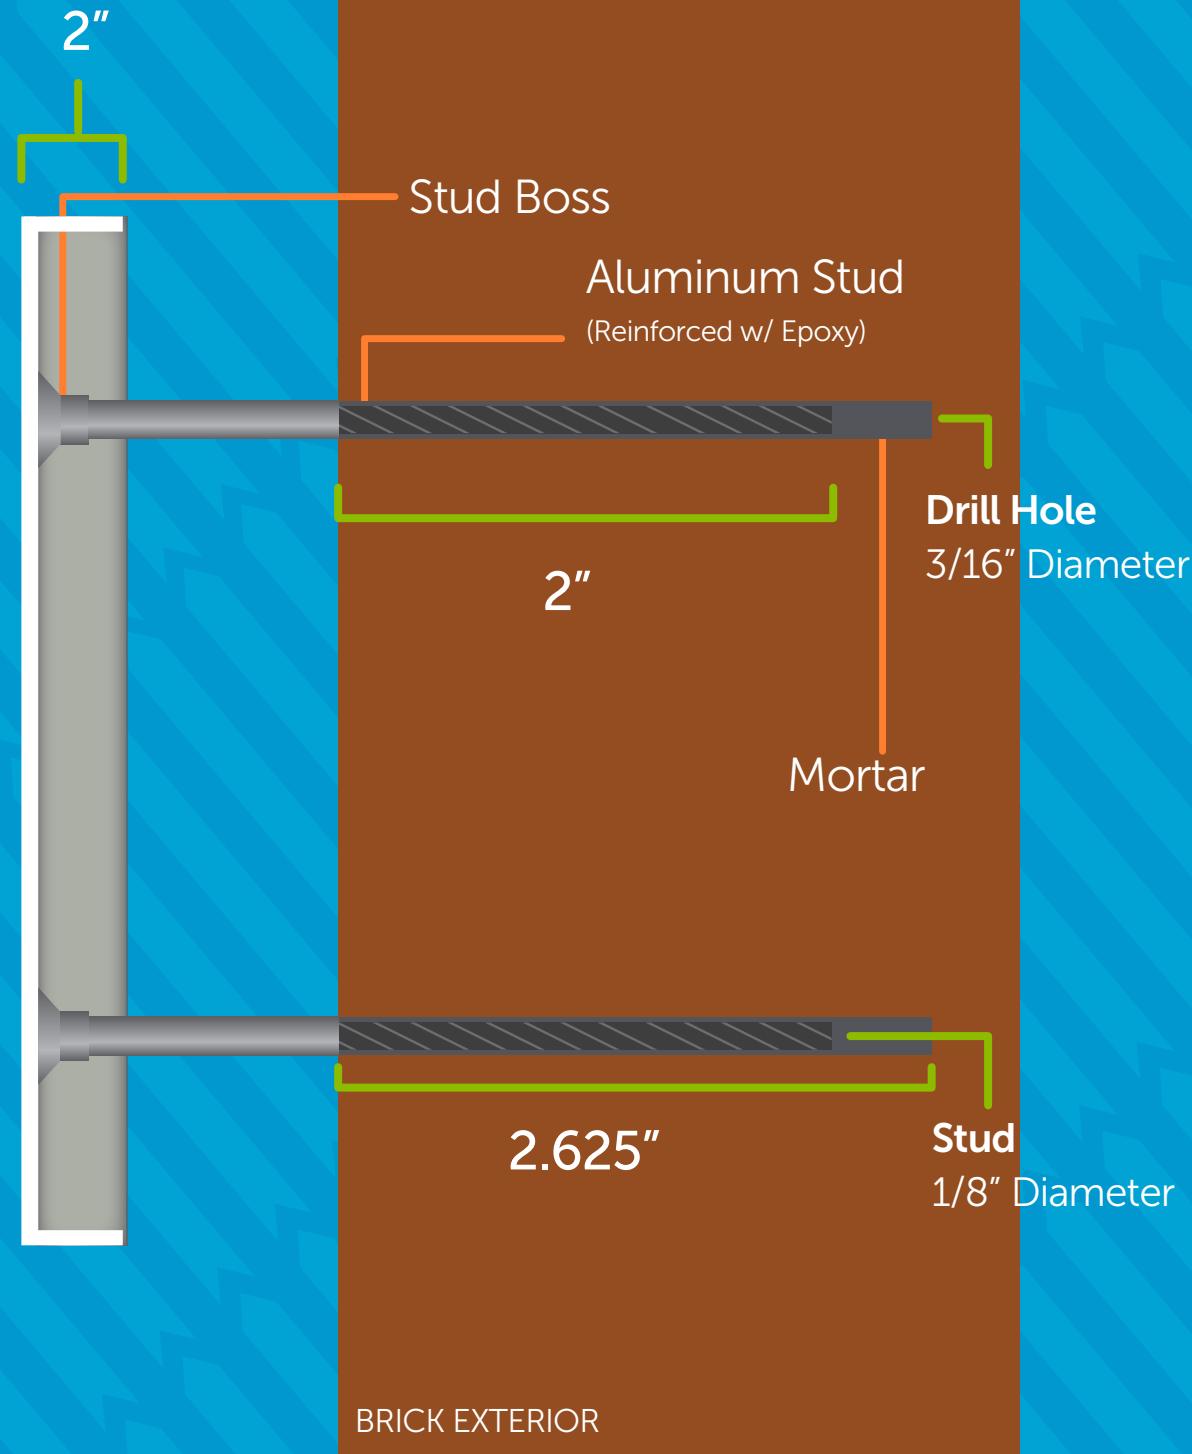 2"
Stud Boss
Aluminum Stud
(Reinforced w/ Epoxy)
Drill Hole
3/16" Diameter
2"
Mortar
2.625"
Stud
1/8" Diameter
BRICK EXTERIOR